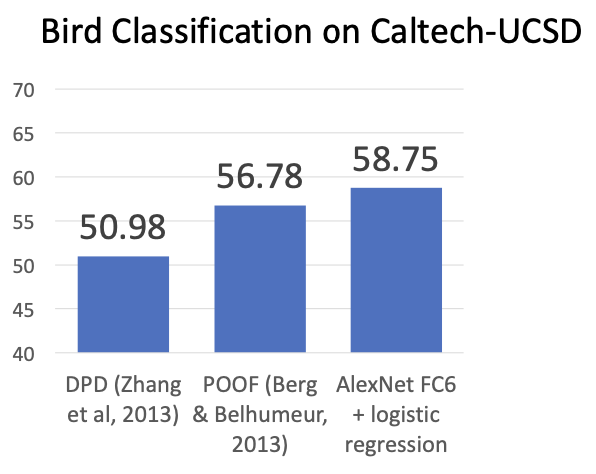 Bird Classification on Caltech-UCSD
70
65
60
55
50
45
40
50.98
56.78
58.75
DPD (Zhang
et al, 2013)
POOF (Berg
& Belhumeur,
2013)
AlexNet FC6
+ logistic
regression